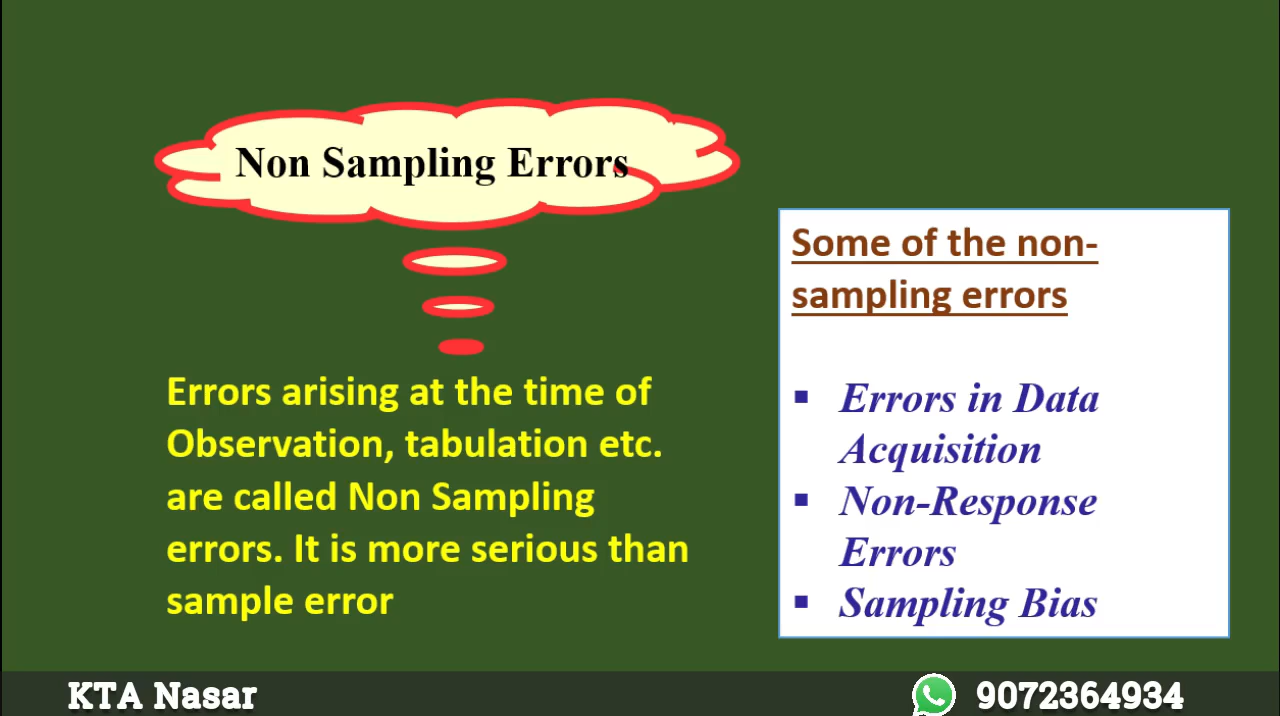 Non Sampling Errors
Errors arising at the time of
Observation, tabulation etc.
are called Non Sampling
errors. It is more serious than
sample error
Some of the non-
sampling errors
▪ Errors in Data
Acquisition
▪ Non-Response
Errors
▪ Sampling Bias
KTA Nasar
9072364934